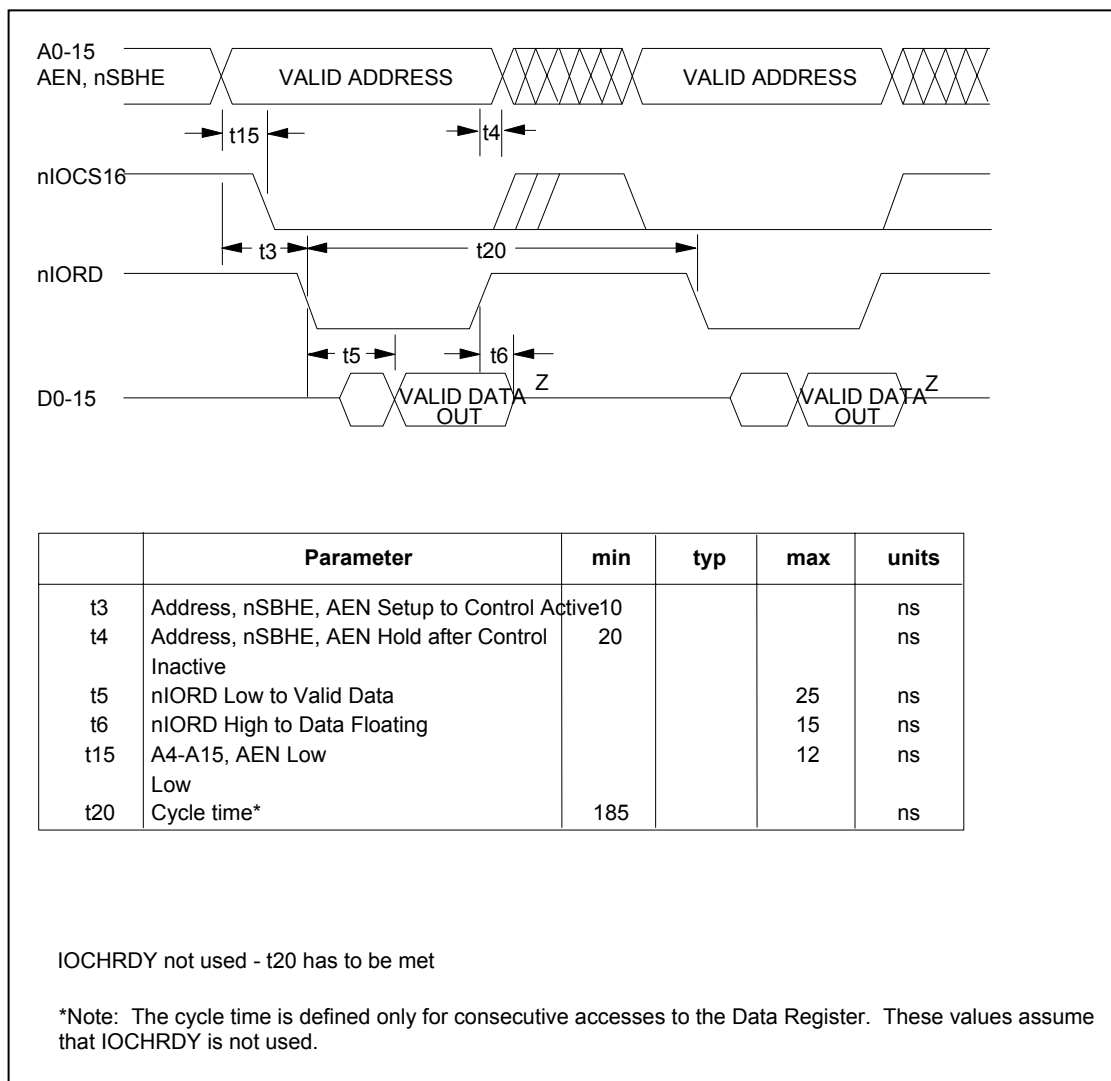 A0-15
AEN, nSBHE
VALID ADDRESS
VALID ADDRESS
t15
t4
nIOCS16
t3
t20
nIORD
t5
t6
D0-15
VALID DATA
OUT
Z
VALID DATA
OUT
Z
Parameter min typ max units
t3 Address, nSBHE, AEN Setup to Control Active 10 ns
t4 Address, nSBHE, AEN Hold after Control 20 ns
Inactive
t5 nIORD Low to Valid Data 25 ns
t6 nIORD High to Data Floating 15 ns
t15 A4-A15, AEN Low 12 ns
Low
t20 Cycle time* 185 ns
IOCHRDY not used - t20 has to be met
*Note: The cycle time is defined only for consecutive accesses to the Data Register. These values assume
that IOCHRDY is not used.